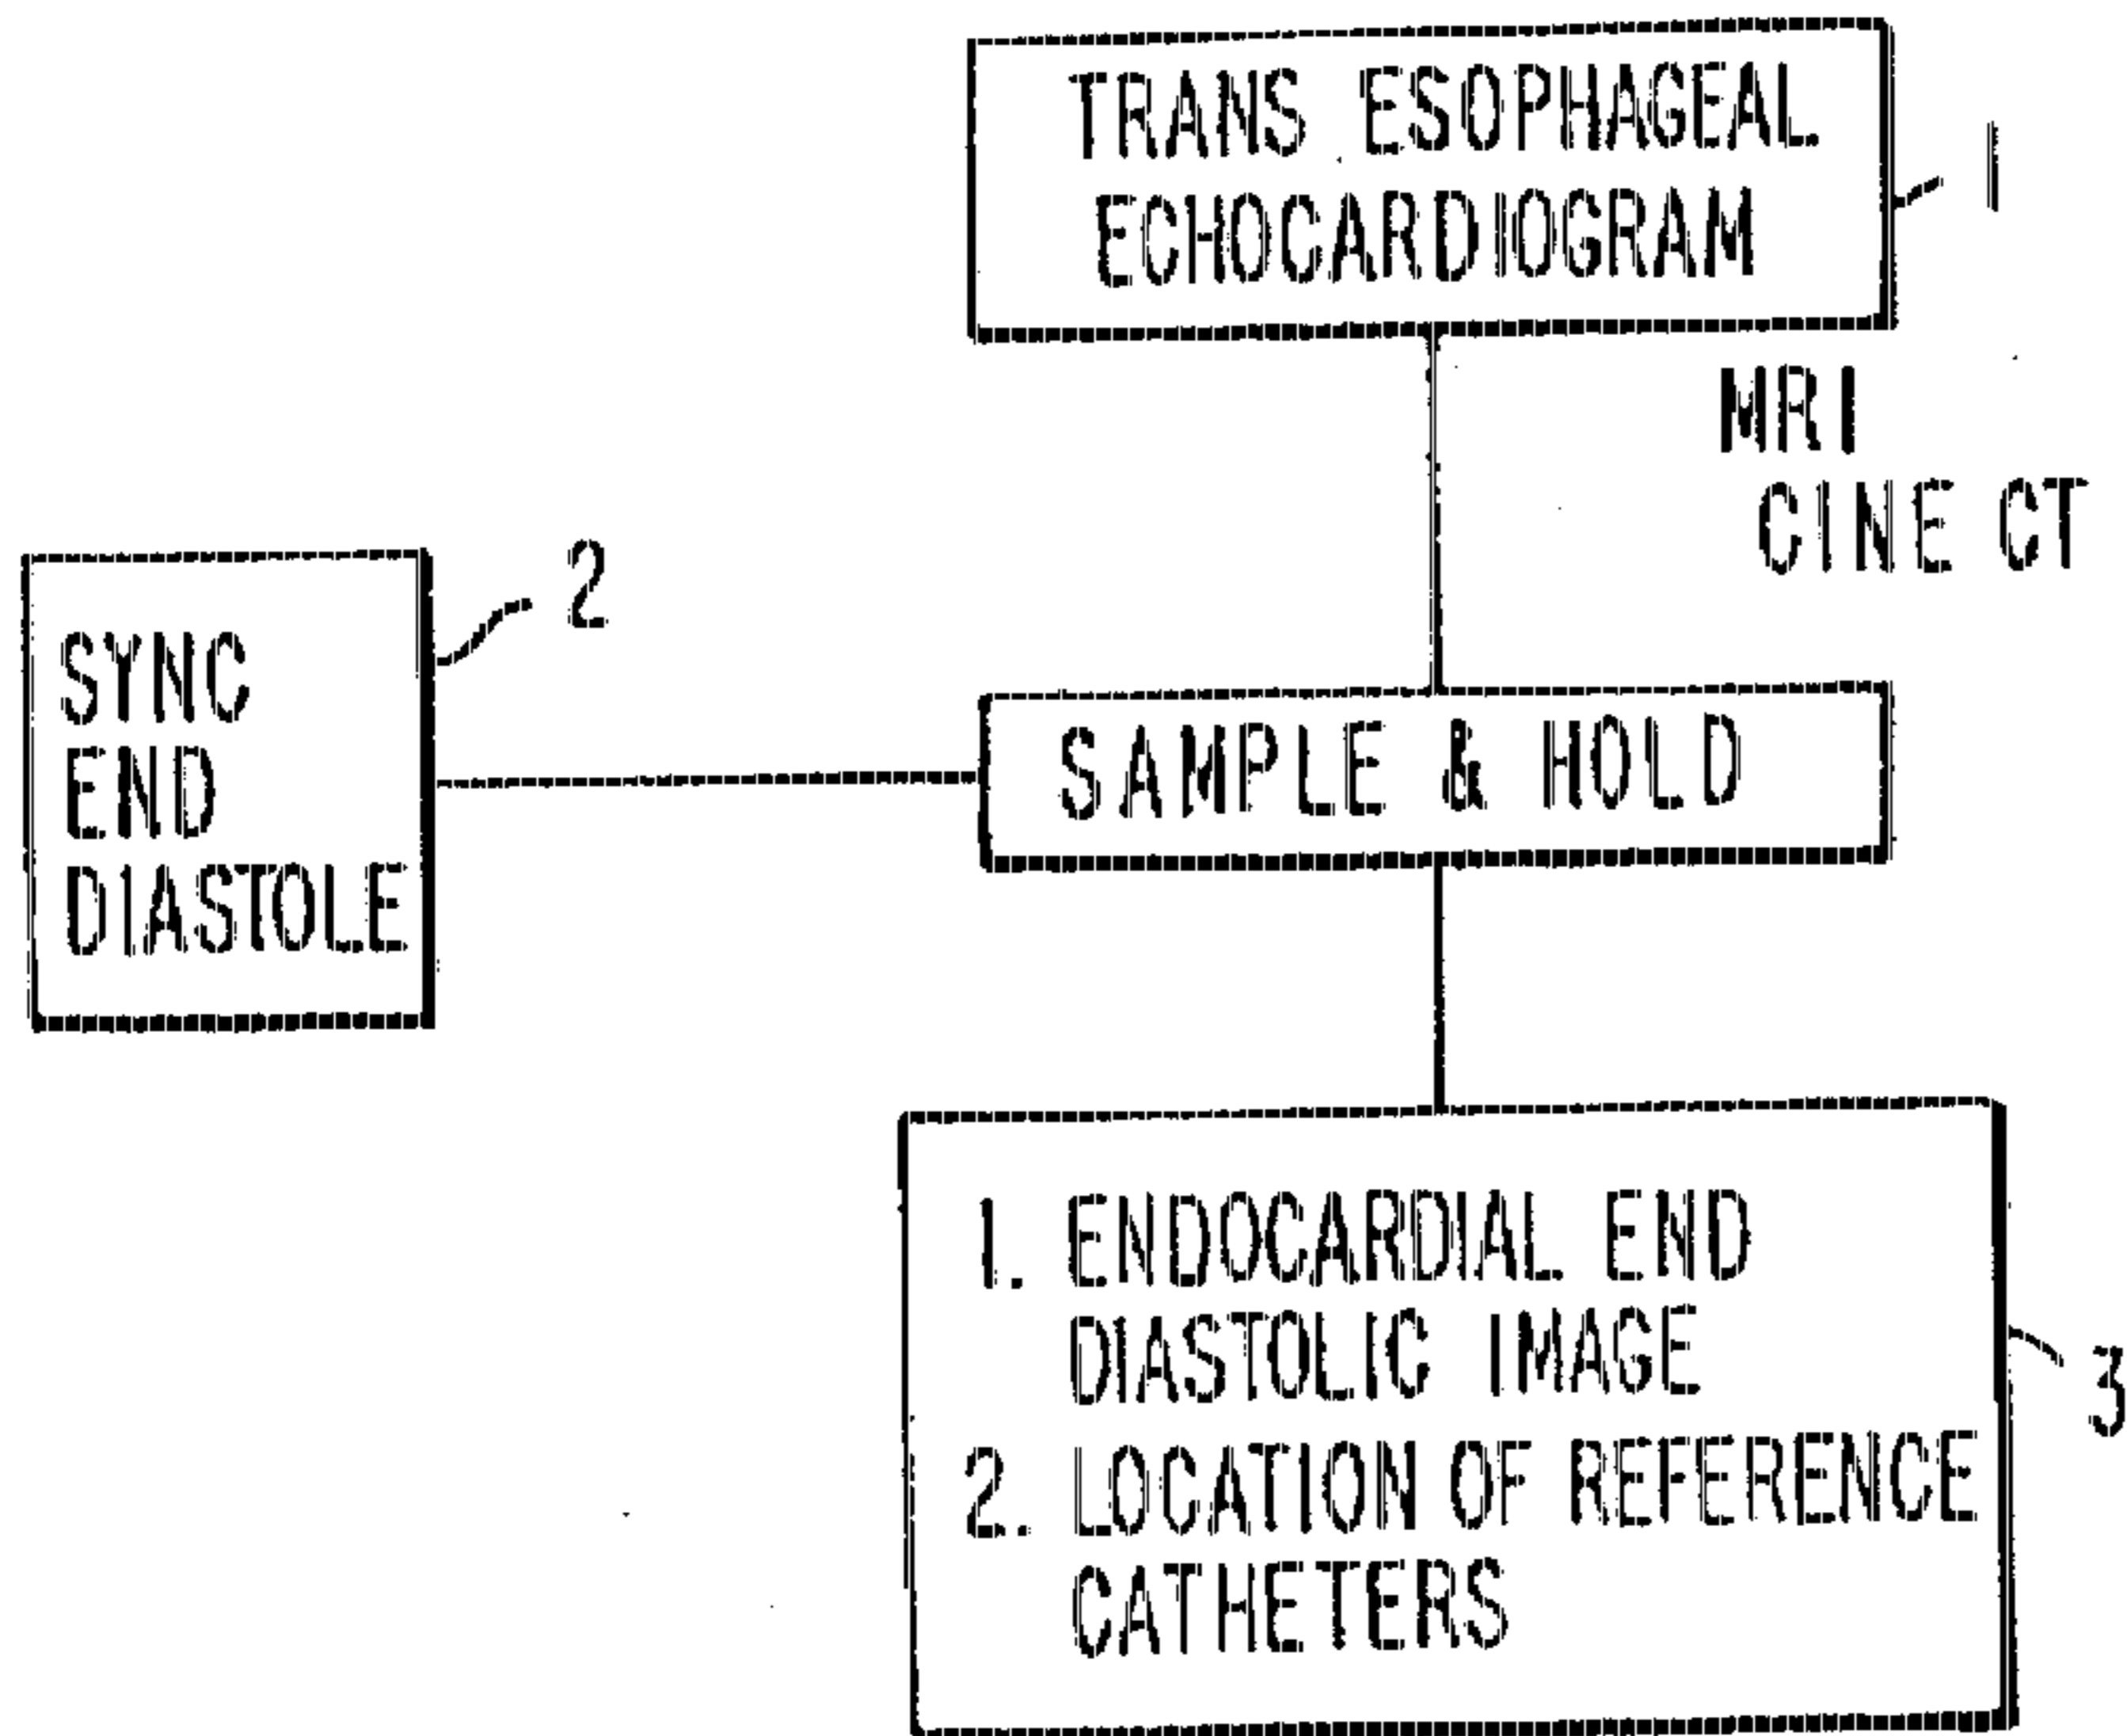 TRANS ESOPHAGEAL
ECHOCARDIOGRAM
1
MRI
CINE CT
2
SYNC
END
DIASTOLE
SAMPLE & HOLD
1. ENDOCARDIAL END
DIASTOLIC IMAGE
2. LOCATION OF REFERENCE
CATHETERS
3